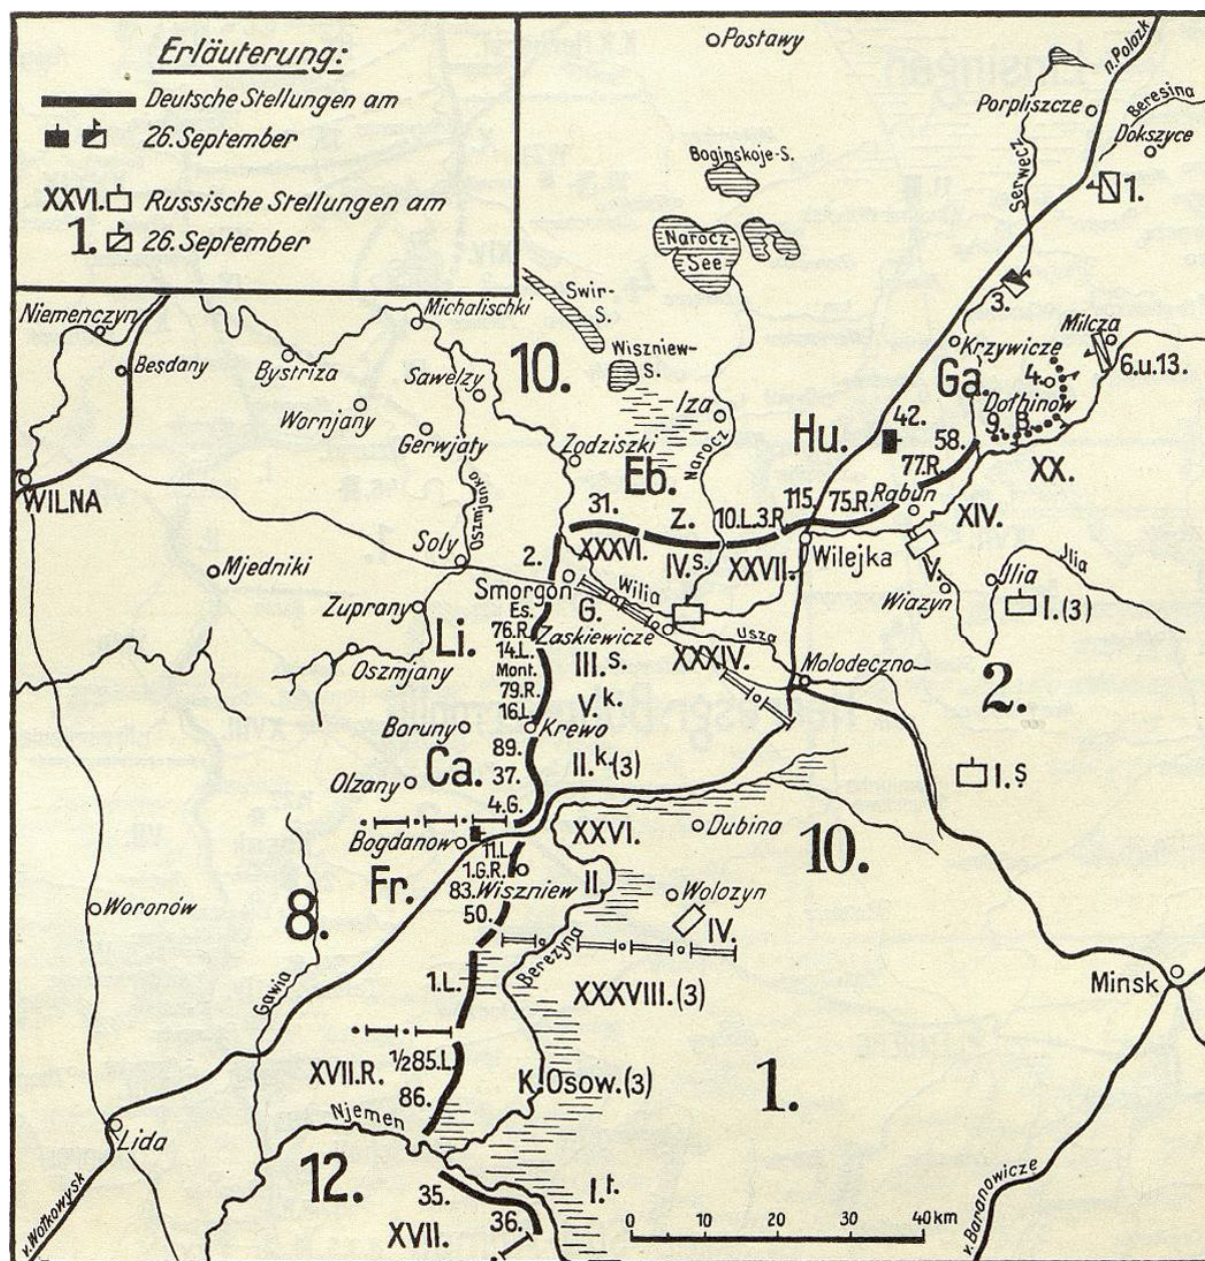 Erläuterung:
Deutsche Stellungen am
26. September
XXVI. Russische Stellungen am
1. 26. September
Postawy
n. Polozk
Porpliszcze
Beresina
Dokszyce
Serwecz
Boginskoje-S.
1.
Narocz-
See
Swir-
S.
3.
Niemenczyn
Michalischki
Milcza
Wiszniew-
S.
Krzywicze
Besdany
Bystriza
Sawelzy
10.
6.u.13.
4.
Ga.
Wornjany
Iza
Dołhinow
Gerwjaty
42.
9. 8.
Hu.
58.
Zodziszki
Narocz
Eb.
77.R.
XX.
WILNA
Oszmjanko
31.
Z.
10.L.3.R.
115.
75.R.
Rabun
XIV.
Soly
2.
XXXVI.
IV.s.
XXVII.
Wilejka
Mjedniki
V.
Ilia
Jlia
Smorgon
Wilia
Wiazyn
I.(3)
Zuprany
Es.
G.
76.R.
Zaskiewicze
Usza
Li.
14.L.
Oszmjany
Mont.
III.s.
XXXIV.
Molodeczno
79.R.
2.
16.L.
V.k.
Boruny
Krewo
89.
II.k.(3)
Ca.
Olzany
37.
I.s.
4.G.
Bogdanow
XXVI.
Dubina
11.L.
10.
1.G.R.
Fr.
83.
Wiszniew
II.
Wolozyn
Woronów
8.
50.
IV.
Berezyna
Minsk
1.L.
Gawia
XXXVIII.(3)
XVII.R.
½85.L.
K.Osow.(3)
1.
86.
Njemen
Lida
12.
35.
I.t.
36.
XVII.
0 10 20 30 40 km
v. Wołkowysk
v. Baranowicze